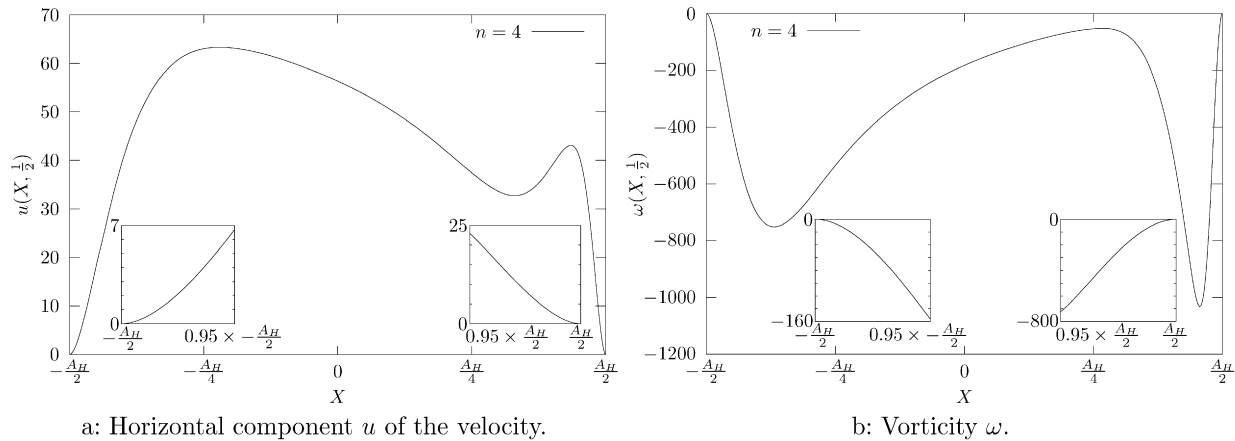 70
60
50
40
30
20
10
0
u(X, 1/2)
n = 4
7
0
−A_H/2
0.95 × −A_H/2
25
0
0.95 × A_H/2
A_H/2
−A_H/2
−A_H/4
0
A_H/4
A_H/2
X
a: Horizontal component u of the velocity.
0
−200
−400
−600
−800
−1000
−1200
ω(X, 1/2)
n = 4
0
−160
−A_H/2
0.95 × −A_H/2
0
−800
0.95 × A_H/2
A_H/2
−A_H/2
−A_H/4
0
A_H/4
A_H/2
X
b: Vorticity ω.